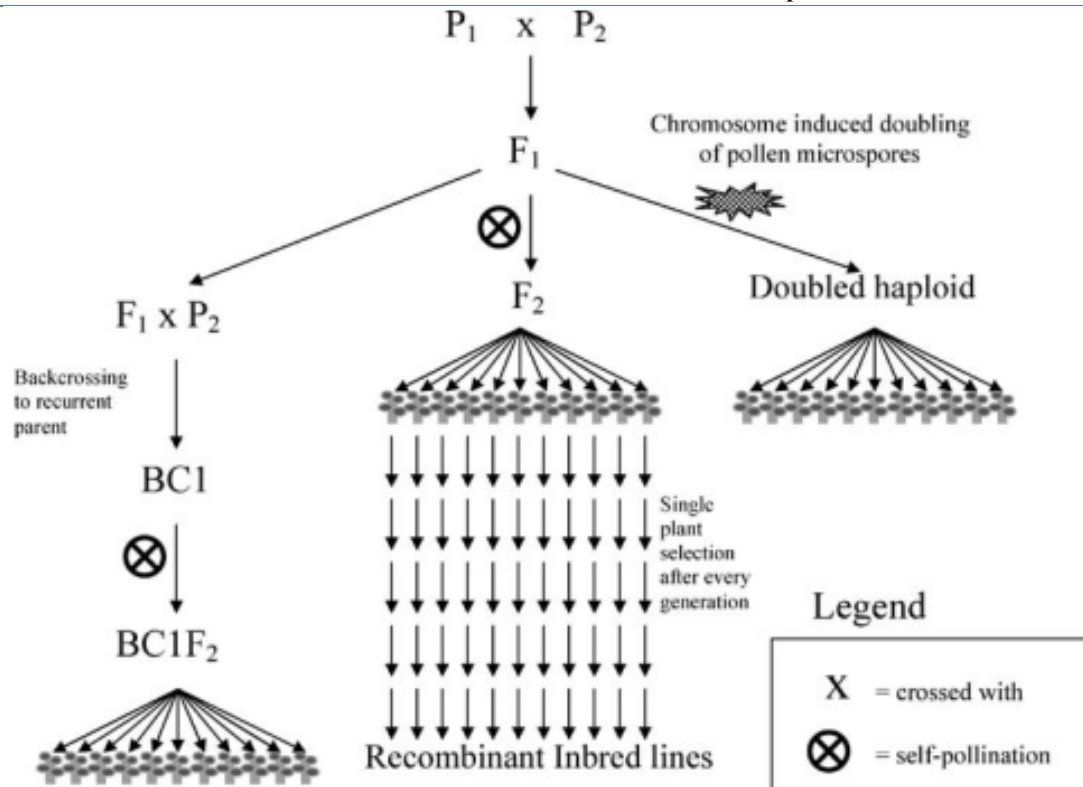 P₁ x P₂
F₁
Chromosome induced doubling
of pollen microspores
F₁ x P₂
F₂
Doubled haploid
Backcrossing
to recurrent
parent
BC1
Single
plant
selection
after every
generation
BC1F₂
Recombinant Inbred lines
Legend
X = crossed with
⊗ = self-pollination